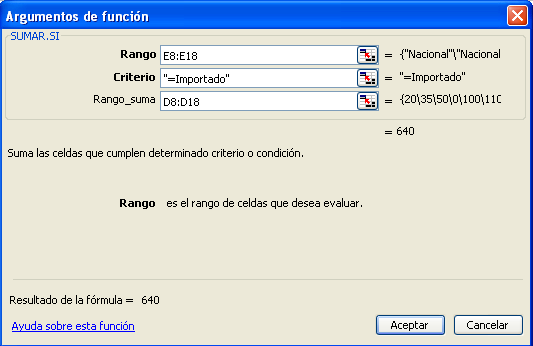 Argumentos de función
SUMAR.SI
Rango E8:E18 = {"Nacional"\"Nacional
Criterio "=Importado" = "=Importado"
Rango_suma D8:D18 = {20\35\50\0\100\110
= 640
Suma las celdas que cumplen determinado criterio o condición.
Rango es el rango de celdas que desea evaluar.
Resultado de la fórmula = 640
Ayuda sobre esta función Aceptar Cancelar